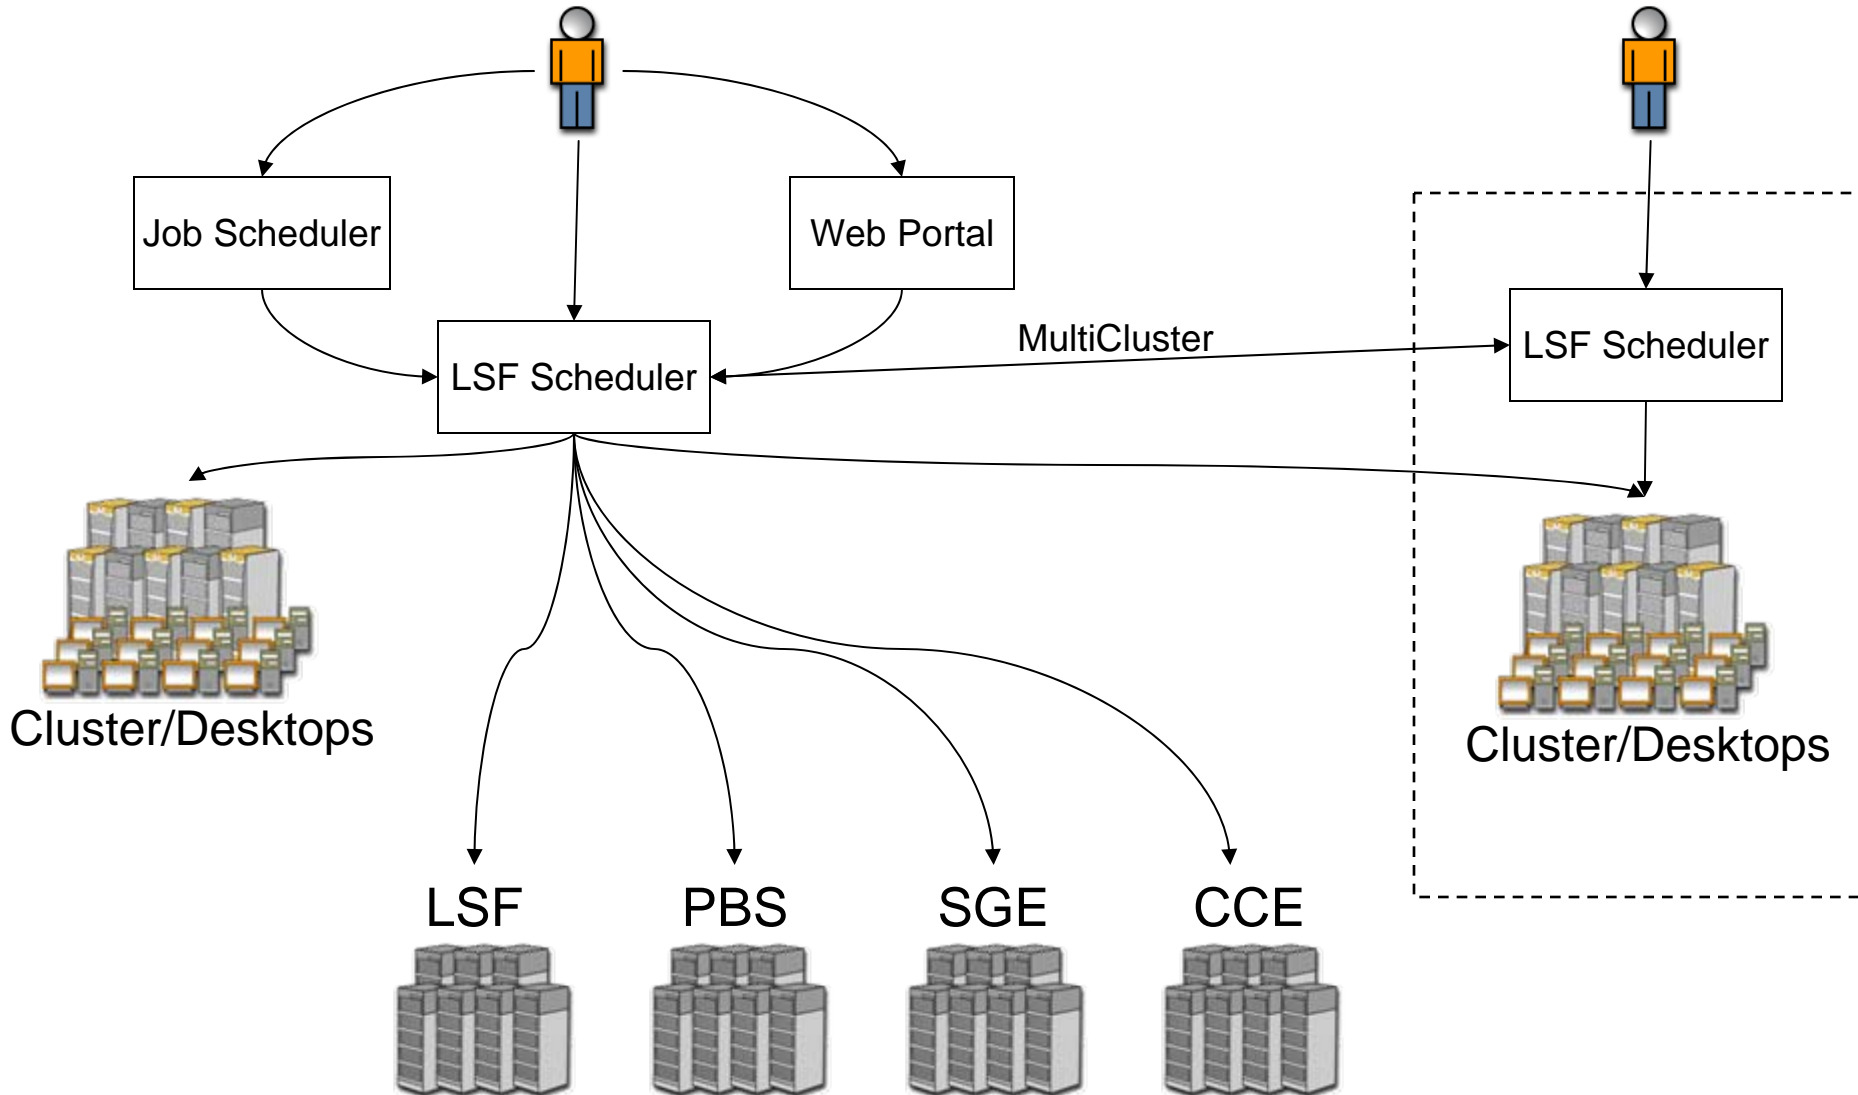 Job Scheduler
Web Portal
MultiCluster
LSF Scheduler
LSF Scheduler
Cluster/Desktops
Cluster/Desktops
LSF
PBS
SGE
CCE